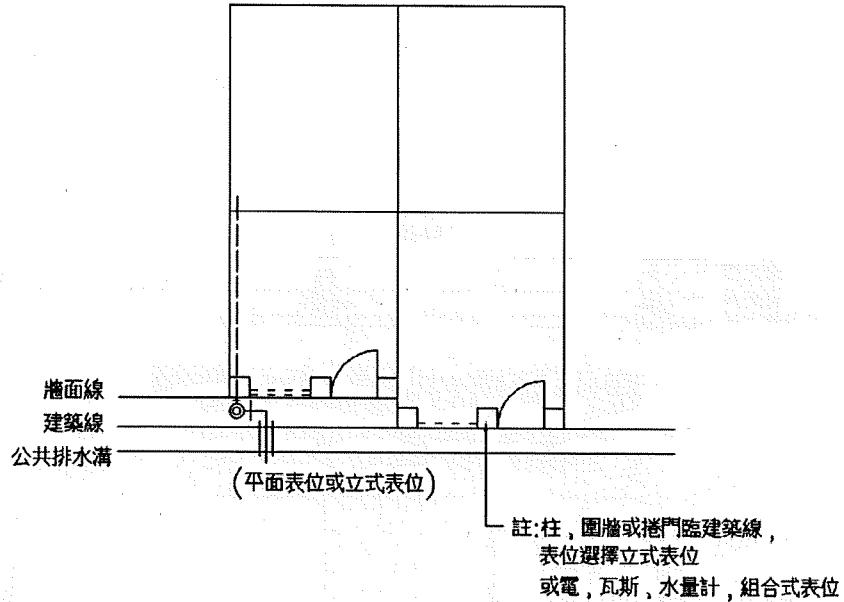 牆面線
建築線
公共排水溝
(平面表位或立式表位)
註:柱，圍牆或捲門臨建築線，
表位選擇立式表位
或電，瓦斯，水量計，組合式表位